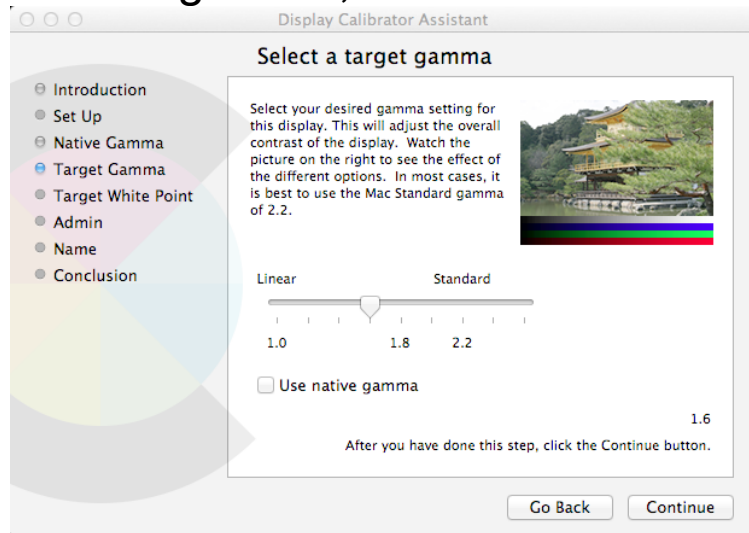 Display Calibrator Assistant
Select a target gamma
Introduction
Set Up
Native Gamma
Target Gamma
Target White Point
Admin
Name
Conclusion
Select your desired gamma setting for
this display. This will adjust the overall
contrast of the display. Watch the
picture on the right to see the effect of
the different options. In most cases, it
is best to use the Mac Standard gamma
of 2.2.
Linear Standard
1.0 1.8 2.2
Use native gamma
1.6
After you have done this step, click the Continue button.
Go Back Continue